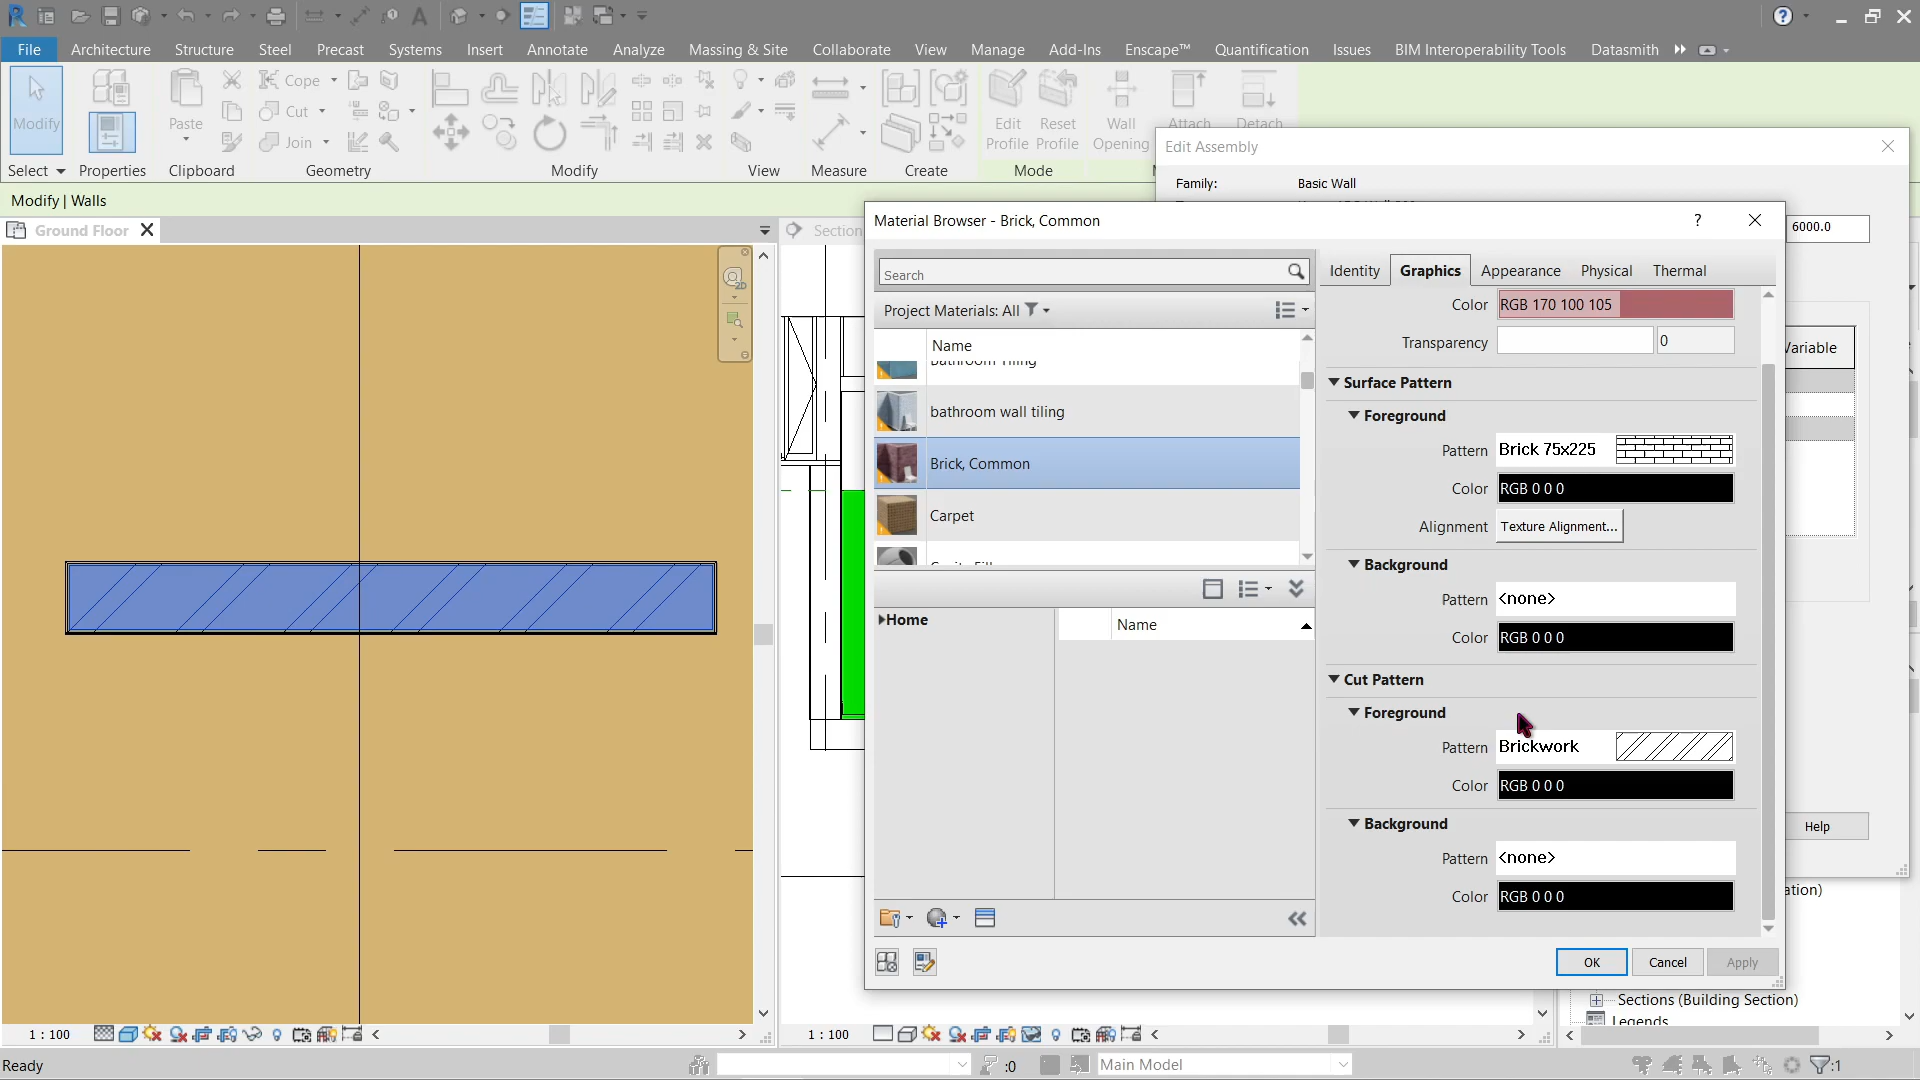 File Architecture Structure Steel Precast Systems Insert Annotate Analyze Massing & Site Collaborate View Manage Add-Ins Enscape™ Quantification Issues BIM Interoperability Tools Datasmith
Modify Paste Cope Cut Join
Edit Profile Reset Profile Wall Opening Attach Detach
Select Properties Clipboard Geometry Modify View Measure Create Mode
Modify | Walls
Edit Assembly
Family: Basic Wall
6000.0
Variable
Ground Floor
Section
2D
Material Browser - Brick, Common
?
Search
Project Materials: All
Name
Bathroom Tiling
bathroom wall tiling
Brick, Common
Carpet
Home
Name
Identity Graphics Appearance Physical Thermal
Color RGB 170 100 105
Transparency 0
Surface Pattern
Foreground
Pattern Brick 75x225
Color RGB 0 0 0
Alignment Texture Alignment...
Background
Pattern <none>
Color RGB 0 0 0
Cut Pattern
Foreground
Pattern Brickwork
Color RGB 0 0 0
Background
Pattern <none>
Color RGB 0 0 0
OK Cancel Apply
Help
ation)
Sections (Building Section)
Legends
1 : 100
1 : 100
Ready
:0
Main Model
:1